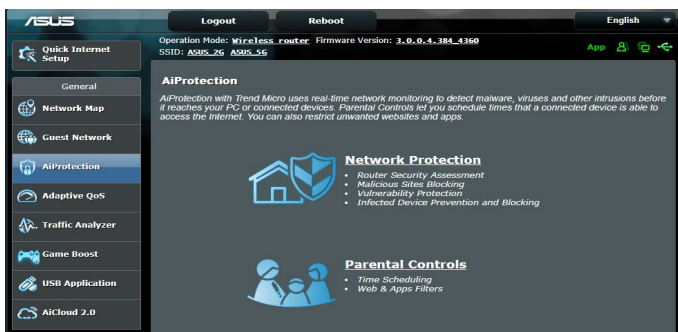 ASUS
Logout
Reboot
English
Quick Internet
Setup
Operation Mode: Wireless router Firmware Version: 3.0.0.4.384_4360
SSID: ASUS_2G ASUS_5G
App
General
Network Map
Guest Network
AiProtection
Adaptive QoS
Traffic Analyzer
Game Boost
USB Application
AiCloud 2.0
AiProtection
AiProtection with Trend Micro uses real-time network monitoring to detect malware, viruses and other intrusions before
it reaches your PC or connected devices. Parental Controls let you schedule times that a connected device is able to
access the Internet. You can also restrict unwanted websites and apps.
Network Protection
• Router Security Assessment
• Malicious Sites Blocking
• Vulnerability Protection
• Infected Device Prevention and Blocking
Parental Controls
• Time Scheduling
• Web & Apps Filters